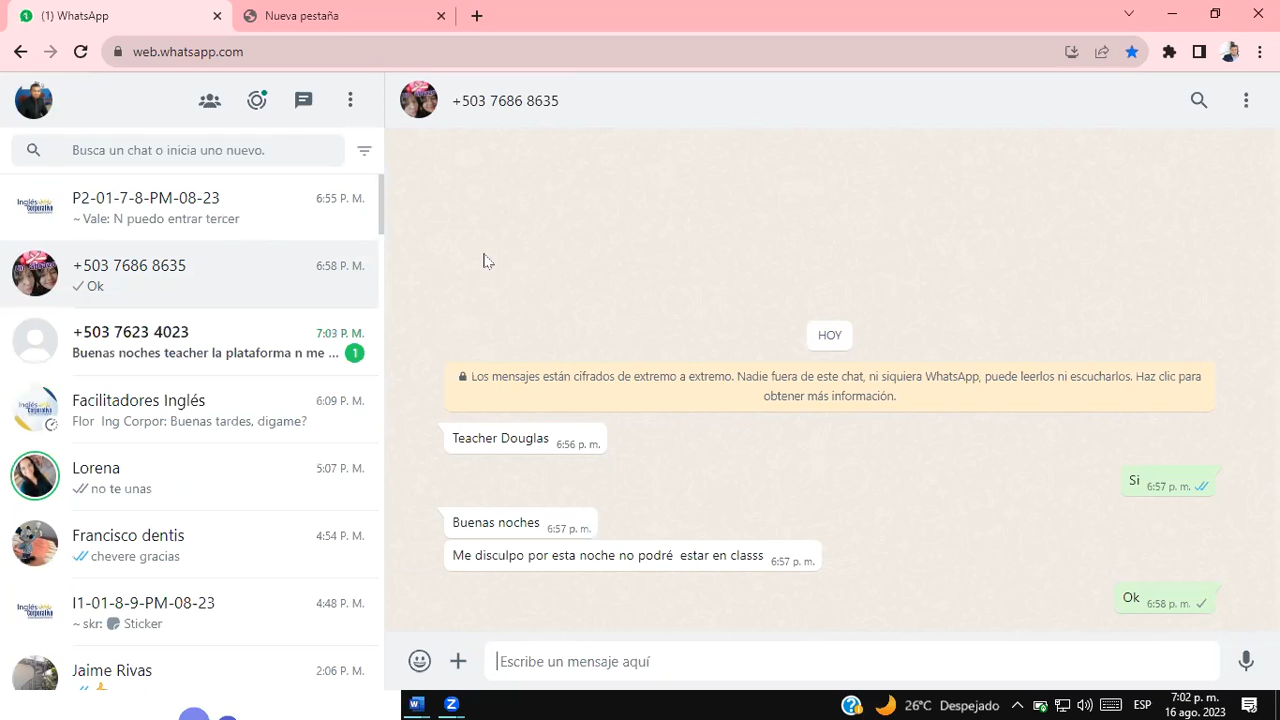 (1) WhatsApp
Nueva pestaña
web.whatsapp.com
+503 7686 8635
Busca un chat o inicia uno nuevo.
P2-01-7-8-PM-08-23
6:55 P. M.
~ Vale: N puedo entrar tercer
+503 7686 8635
6:58 P. M.
Ok
+503 7623 4023
7:03 P. M.
Buenas noches teacher la plataforma n me ...
1
Facilitadores Inglés
6:09 P. M.
Flor Ing Corpor: Buenas tardes, digame?
Lorena
5:07 P. M.
no te unas
Francisco dentis
4:54 P. M.
chevere gracias
I1-01-8-9-PM-08-23
4:48 P. M.
~ skr: Sticker
Jaime Rivas
2:06 P. M.
HOY
Los mensajes están cifrados de extremo a extremo. Nadie fuera de este chat, ni siquiera WhatsApp, puede leerlos ni escucharlos. Haz clic para
obtener más información.
Teacher Douglas 6:56 p. m.
Si 6:57 p. m.
Buenas noches 6:57 p. m.
Me disculpo por esta noche no podré estar en classs 6:57 p. m.
Ok 6:58 p. m.
Escribe un mensaje aquí
26°C Despejado
7:02 p. m.
16 ago. 2023